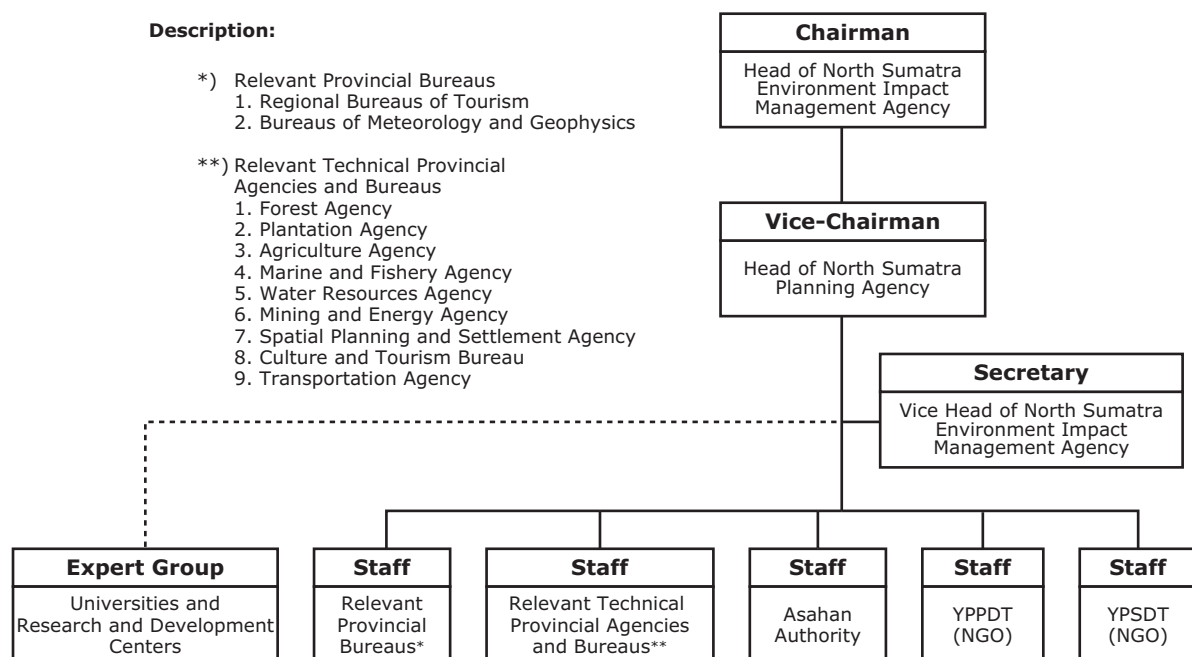 Description:
*) Relevant Provincial Bureaus
1. Regional Bureaus of Tourism
2. Bureaus of Meteorology and Geophysics
**) Relevant Technical Provincial
Agencies and Bureaus
1. Forest Agency
2. Plantation Agency
3. Agriculture Agency
4. Marine and Fishery Agency
5. Water Resources Agency
6. Mining and Energy Agency
7. Spatial Planning and Settlement Agency
8. Culture and Tourism Bureau
9. Transportation Agency
Chairman
Head of North Sumatra
Environment Impact
Management Agency
Vice-Chairman
Head of North Sumatra
Planning Agency
Secretary
Vice Head of North Sumatra
Environment Impact
Management Agency
Expert Group
Universities and
Research and Development
Centers
Staff
Relevant
Provincial
Bureaus*
Staff
Relevant Technical
Provincial Agencies
and Bureaus**
Staff
Asahan
Authority
Staff
YPPDT
(NGO)
Staff
YPSDT
(NGO)